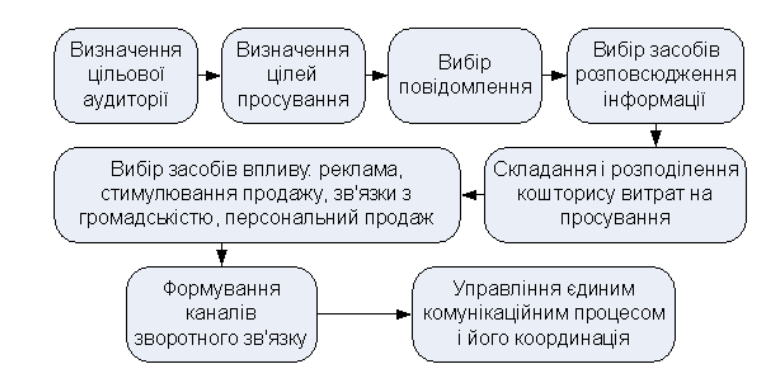 Визначення
цільової
аудиторії
Визначення
цілей
просування
Вибір
повідомлення
Вибір засобів
розповсюдження
інформації
Складання і розподілення
кошторису витрат на
просування
Вибір засобів впливу: реклама,
стимулювання продажу, зв'язки з
громадськістю, персональний продаж
Формування
каналів
зворотного зв'язку
Управління єдиним
комунікаційним процесом
і його координація